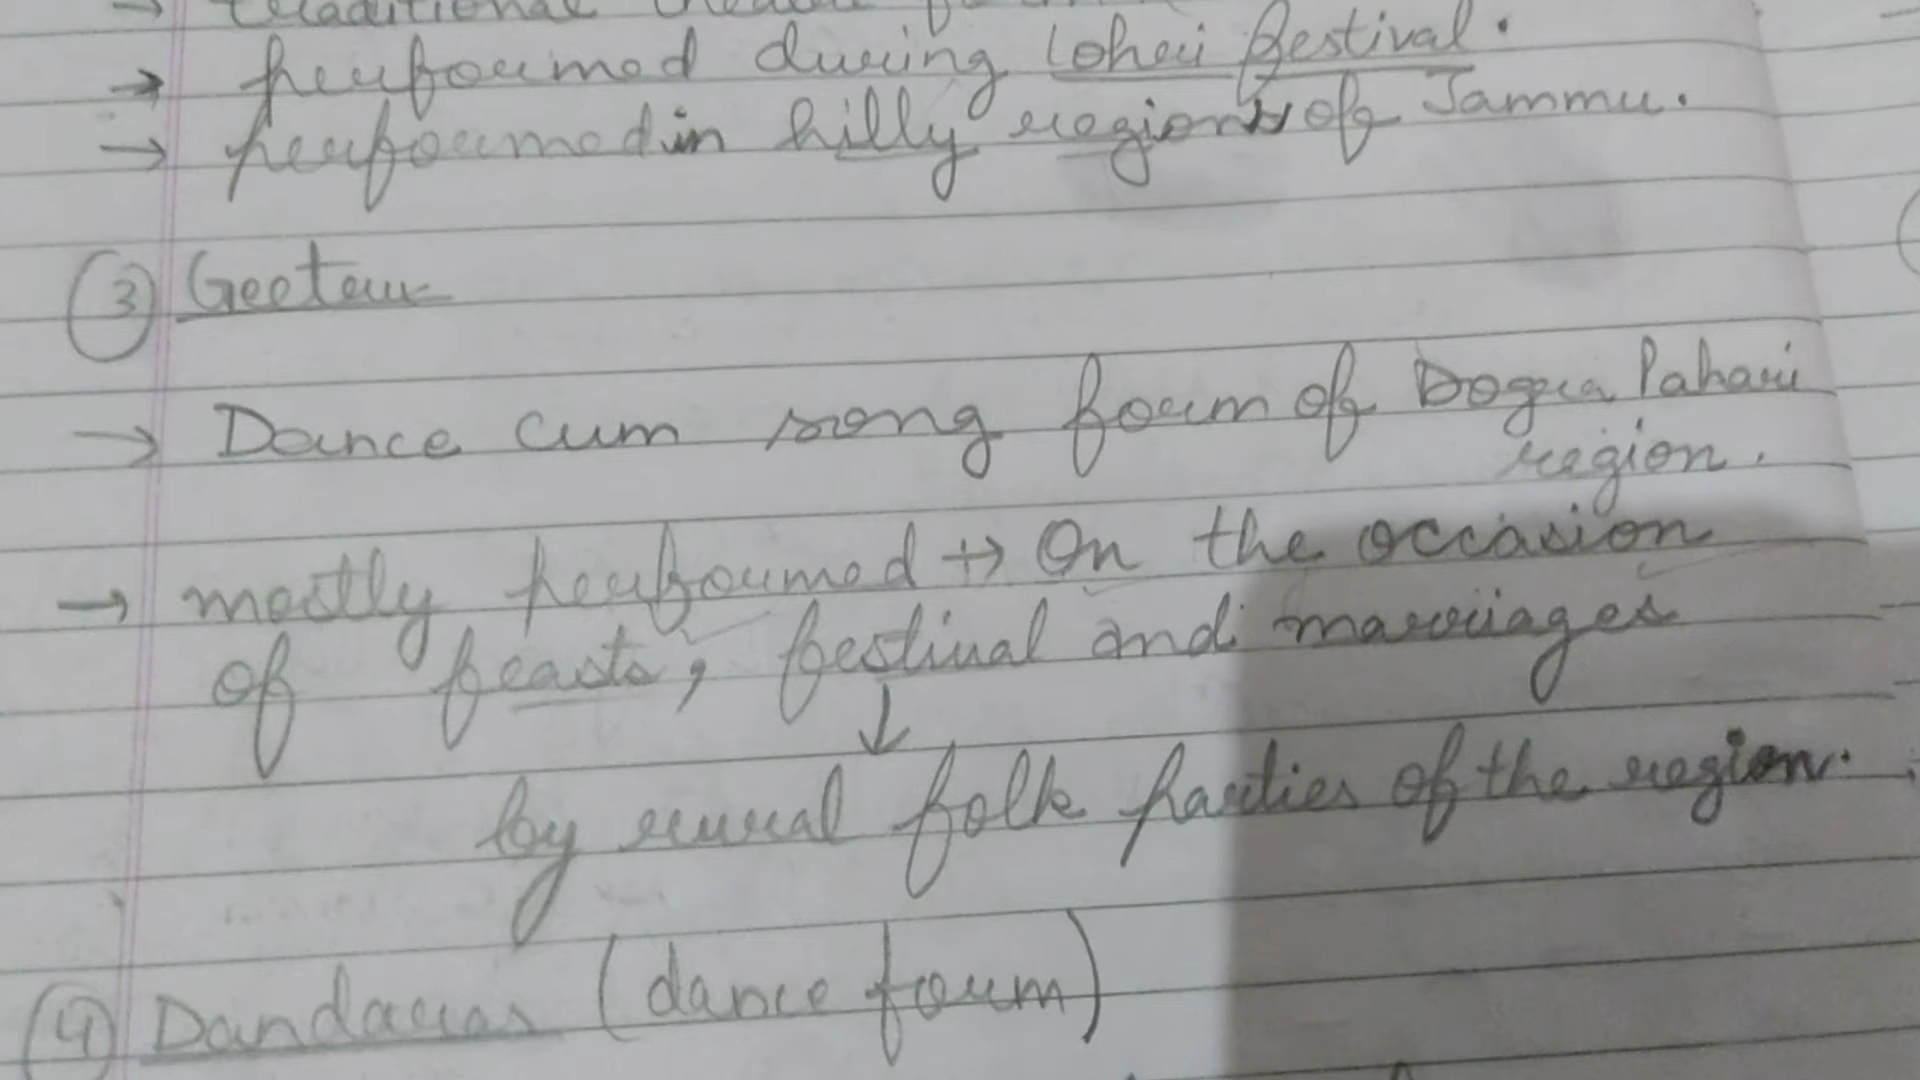 → traditional
→ performed during Lohri festival.
→ performed in hilly regions of Jammu.
③ Geetru
→ Dance cum song form of Dogra Pahari
region.
→ mostly performed → On the occasion
of feasts, festival and marriages
↓
by rural folk parties of the region.
④ Dandaras (dance form)